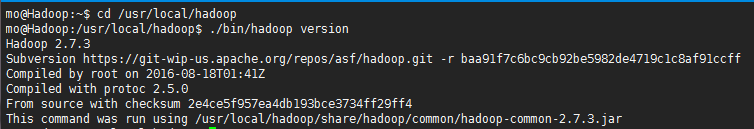 mo@Hadoop:~$ cd /usr/local/hadoop
mo@Hadoop:/usr/local/hadoop$ ./bin/hadoop version
Hadoop 2.7.3
Subversion https://git-wip-us.apache.org/repos/asf/hadoop.git -r baa91f7c6bc9cb92be5982de4719c1c8af91ccff
Compiled by root on 2016-08-18T01:41Z
Compiled with protoc 2.5.0
From source with checksum 2e4ce5f957ea4db193bce3734ff29ff4
This command was run using /usr/local/hadoop/share/hadoop/common/hadoop-common-2.7.3.jar